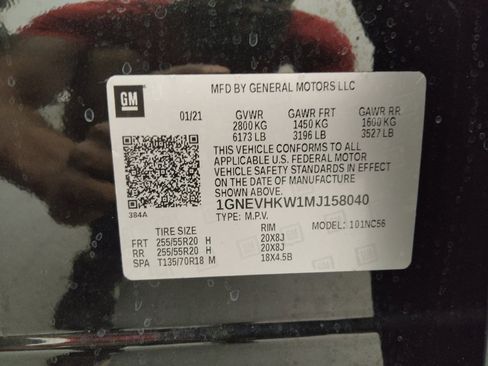 GM
MFD BY GENERAL MOTORS LLC
01/21 GVWR GAWR FRT GAWR RR
2800 KG 1450 KG 1600 KG
6173 LB 3196 LB 3527 LB
THIS VEHICLE CONFORMS TO ALL
APPLICABLE U.S. FEDERAL MOTOR
VEHICLE SAFETY STANDARDS IN EFFECT
ON THE DATE OF MANUFACTURE
SHOWN ABOVE.
384A
1GNEVHKW1MJ158040
TYPE: M.P.V. MODEL: 101NC56
TIRE SIZE RIM
FRT 255/55R20 H 20X8J
RR 255/55R20 H 20X8J
SPA T135/70R18 M 18X4.5B